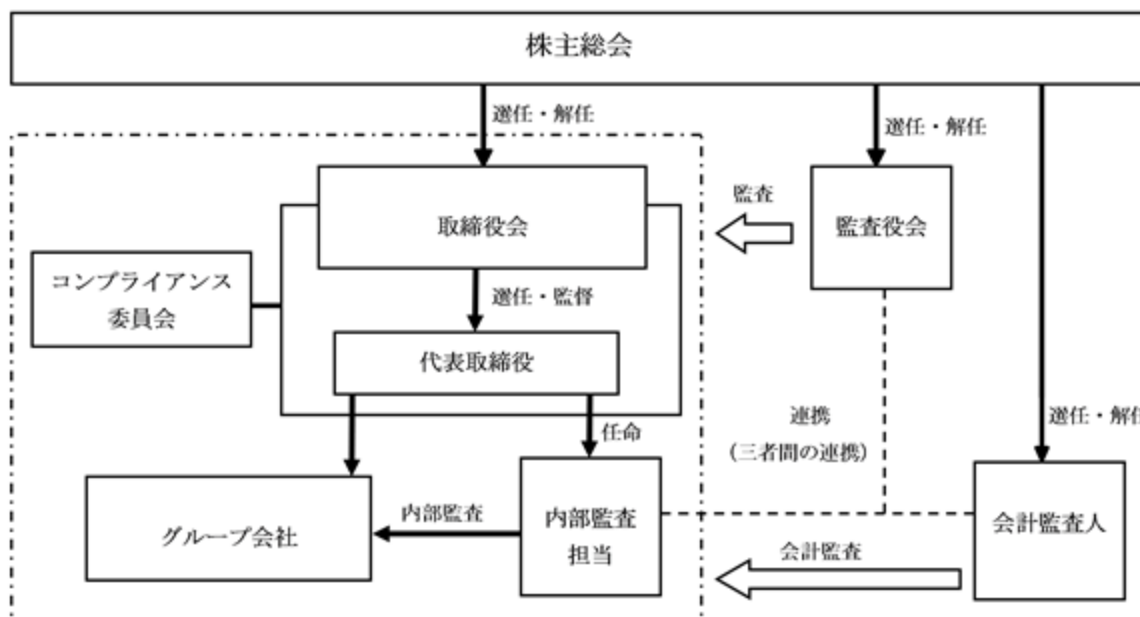 株主総会
選任・解任
選任・解任
監査
取締役会
監査役会
コンプライアンス
委員会
選任・監督
代表取締役
選任・解任
連携
(三者間の連携)
任命
グループ会社
内部監査
内部監査
担当
会計監査人
会計監査